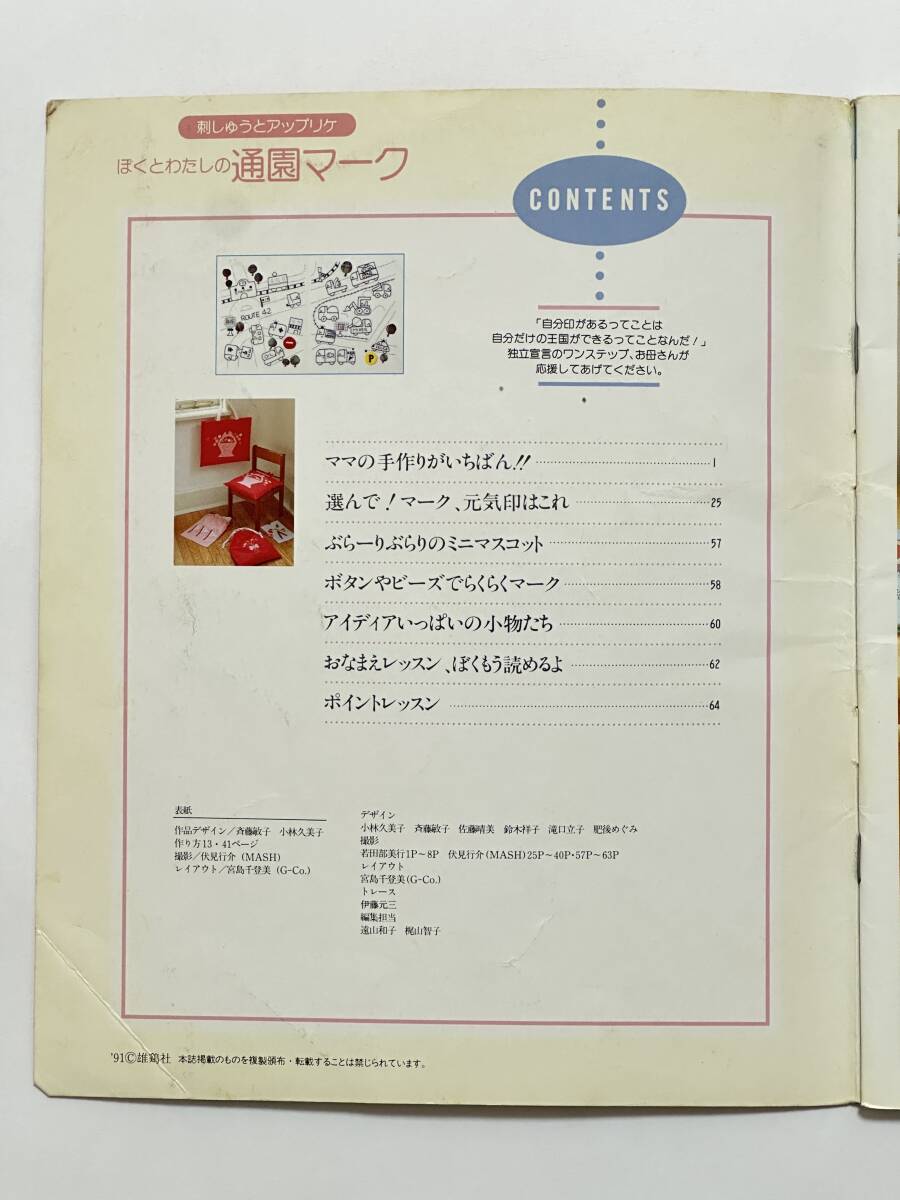 刺しゅうとアップリケ
ぼくとわたしの通園マーク
CONTENTS
ROUTE 42
P
「自分印があるってことは
自分だけの王国ができるってことなんだ！」
独立宣言のワンステップ、お母さんが
応援してあげてください。
ママの手作りがいちばん!! 1
選んで！マーク、元気印はこれ 25
ぶらーりぶらりのミニマスコット 57
ボタンやビーズでらくらくマーク 58
アイディアいっぱいの小物たち 60
おなまえレッスン、ぼくもう読めるよ 62
ポイントレッスン 64
表紙
作品デザイン／斉藤敏子 小林久美子
作り方13・41ページ
撮影／伏見行介（MASH）
レイアウト／宮島千登美（G-Co.）
デザイン
小林久美子 斉藤敏子 佐藤晴美 鈴木祥子 滝口立子 肥後めぐみ
撮影
若田部美行1P～8P 伏見行介(MASH)25P～40P・57P～63P
レイアウト
宮島千登美(G-Co.)
トレース
伊藤元三
編集担当
遠山和子 梶山智子
'91©雄鶏社 本誌掲載のものを複製頒布・転載することは禁じられています。